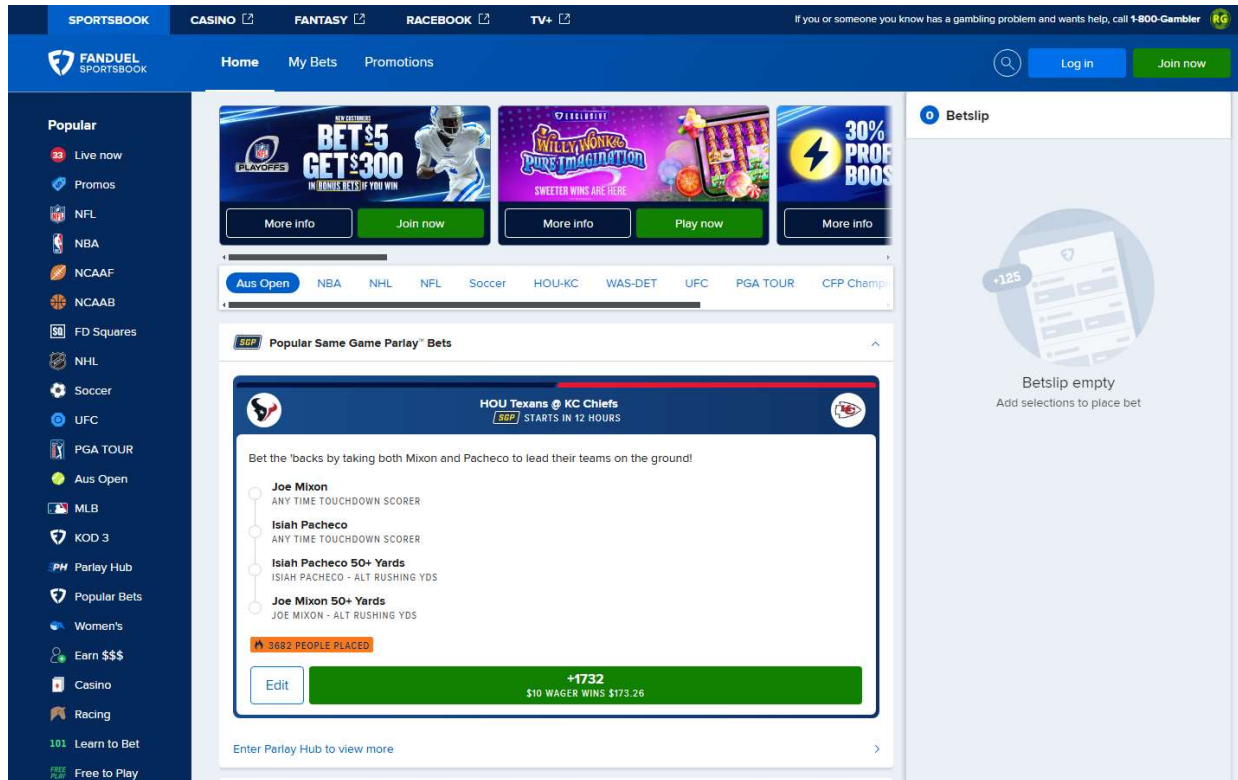 SPORTSBOOK
CASINO
FANTASY
RACEBOOK
TV+
If you or someone you know has a gambling problem and wants help, call 1-800-Gambler
RG
FANDUEL
SPORTSBOOK
Home
My Bets
Promotions
Log in
Join now
Popular
33 Live now
Promos
NFL
NBA
NCAAF
NCAAB
SQ FD Squares
NHL
Soccer
UFC
PGA TOUR
Aus Open
MLB
KOD 3
PH Parlay Hub
Popular Bets
Women's
Earn $$$
Casino
Racing
101 Learn to Bet
FREE PLAY Free to Play
NFL
PLAYOFFS
NEW CUSTOMERS
BET $5
GET $300
IN BONUS BETS IF YOU WIN
More info
Join now
EXCLUSIVE
WILLY WONKA
PURE IMAGINATION
SWEETER WINS ARE HERE
More info
Play now
30%
PROF
BOOS
More info
Aus Open
NBA
NHL
NFL
Soccer
HOU-KC
WAS-DET
UFC
PGA TOUR
CFP Champi
SGP Popular Same Game Parlay™ Bets
HOU Texans @ KC Chiefs
SGP STARTS IN 12 HOURS
Bet the 'backs by taking both Mixon and Pacheco to lead their teams on the ground!
Joe Mixon
ANY TIME TOUCHDOWN SCORER
Isiah Pacheco
ANY TIME TOUCHDOWN SCORER
Isiah Pacheco 50+ Yards
ISIAH PACHECO - ALT RUSHING YDS
Joe Mixon 50+ Yards
JOE MIXON - ALT RUSHING YDS
3682 PEOPLE PLACED
Edit
+1732
$10 WAGER WINS $173.26
Enter Parlay Hub to view more
0 Betslip
+125
Betslip empty
Add selections to place bet